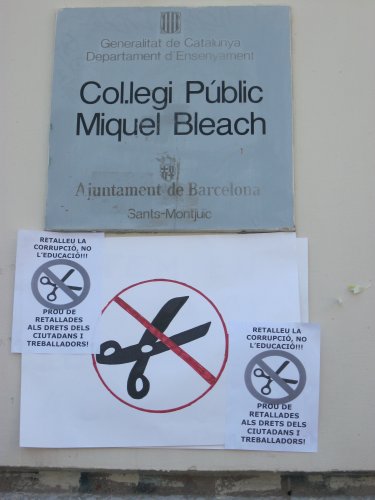 Generalitat de Catalunya
Departament d'Ensenyament
Col.legi Públic
Miquel Bleach
Ajuntament de Barcelona
Sants-Montjuïc
RETALLEU LA
CORRUPCIÓ, NO
L'EDUCACIÓ!!!
PROU DE
RETALLADES
ALS DRETS DELS
CIUTADANS I
TREBALLADORS!
RETALLEU LA
CORRUPCIÓ, NO
L'EDUCACIÓ!!!
PROU DE
RETALLADES
ALS DRETS DELS
CIUTADANS I
TREBALLADORS!